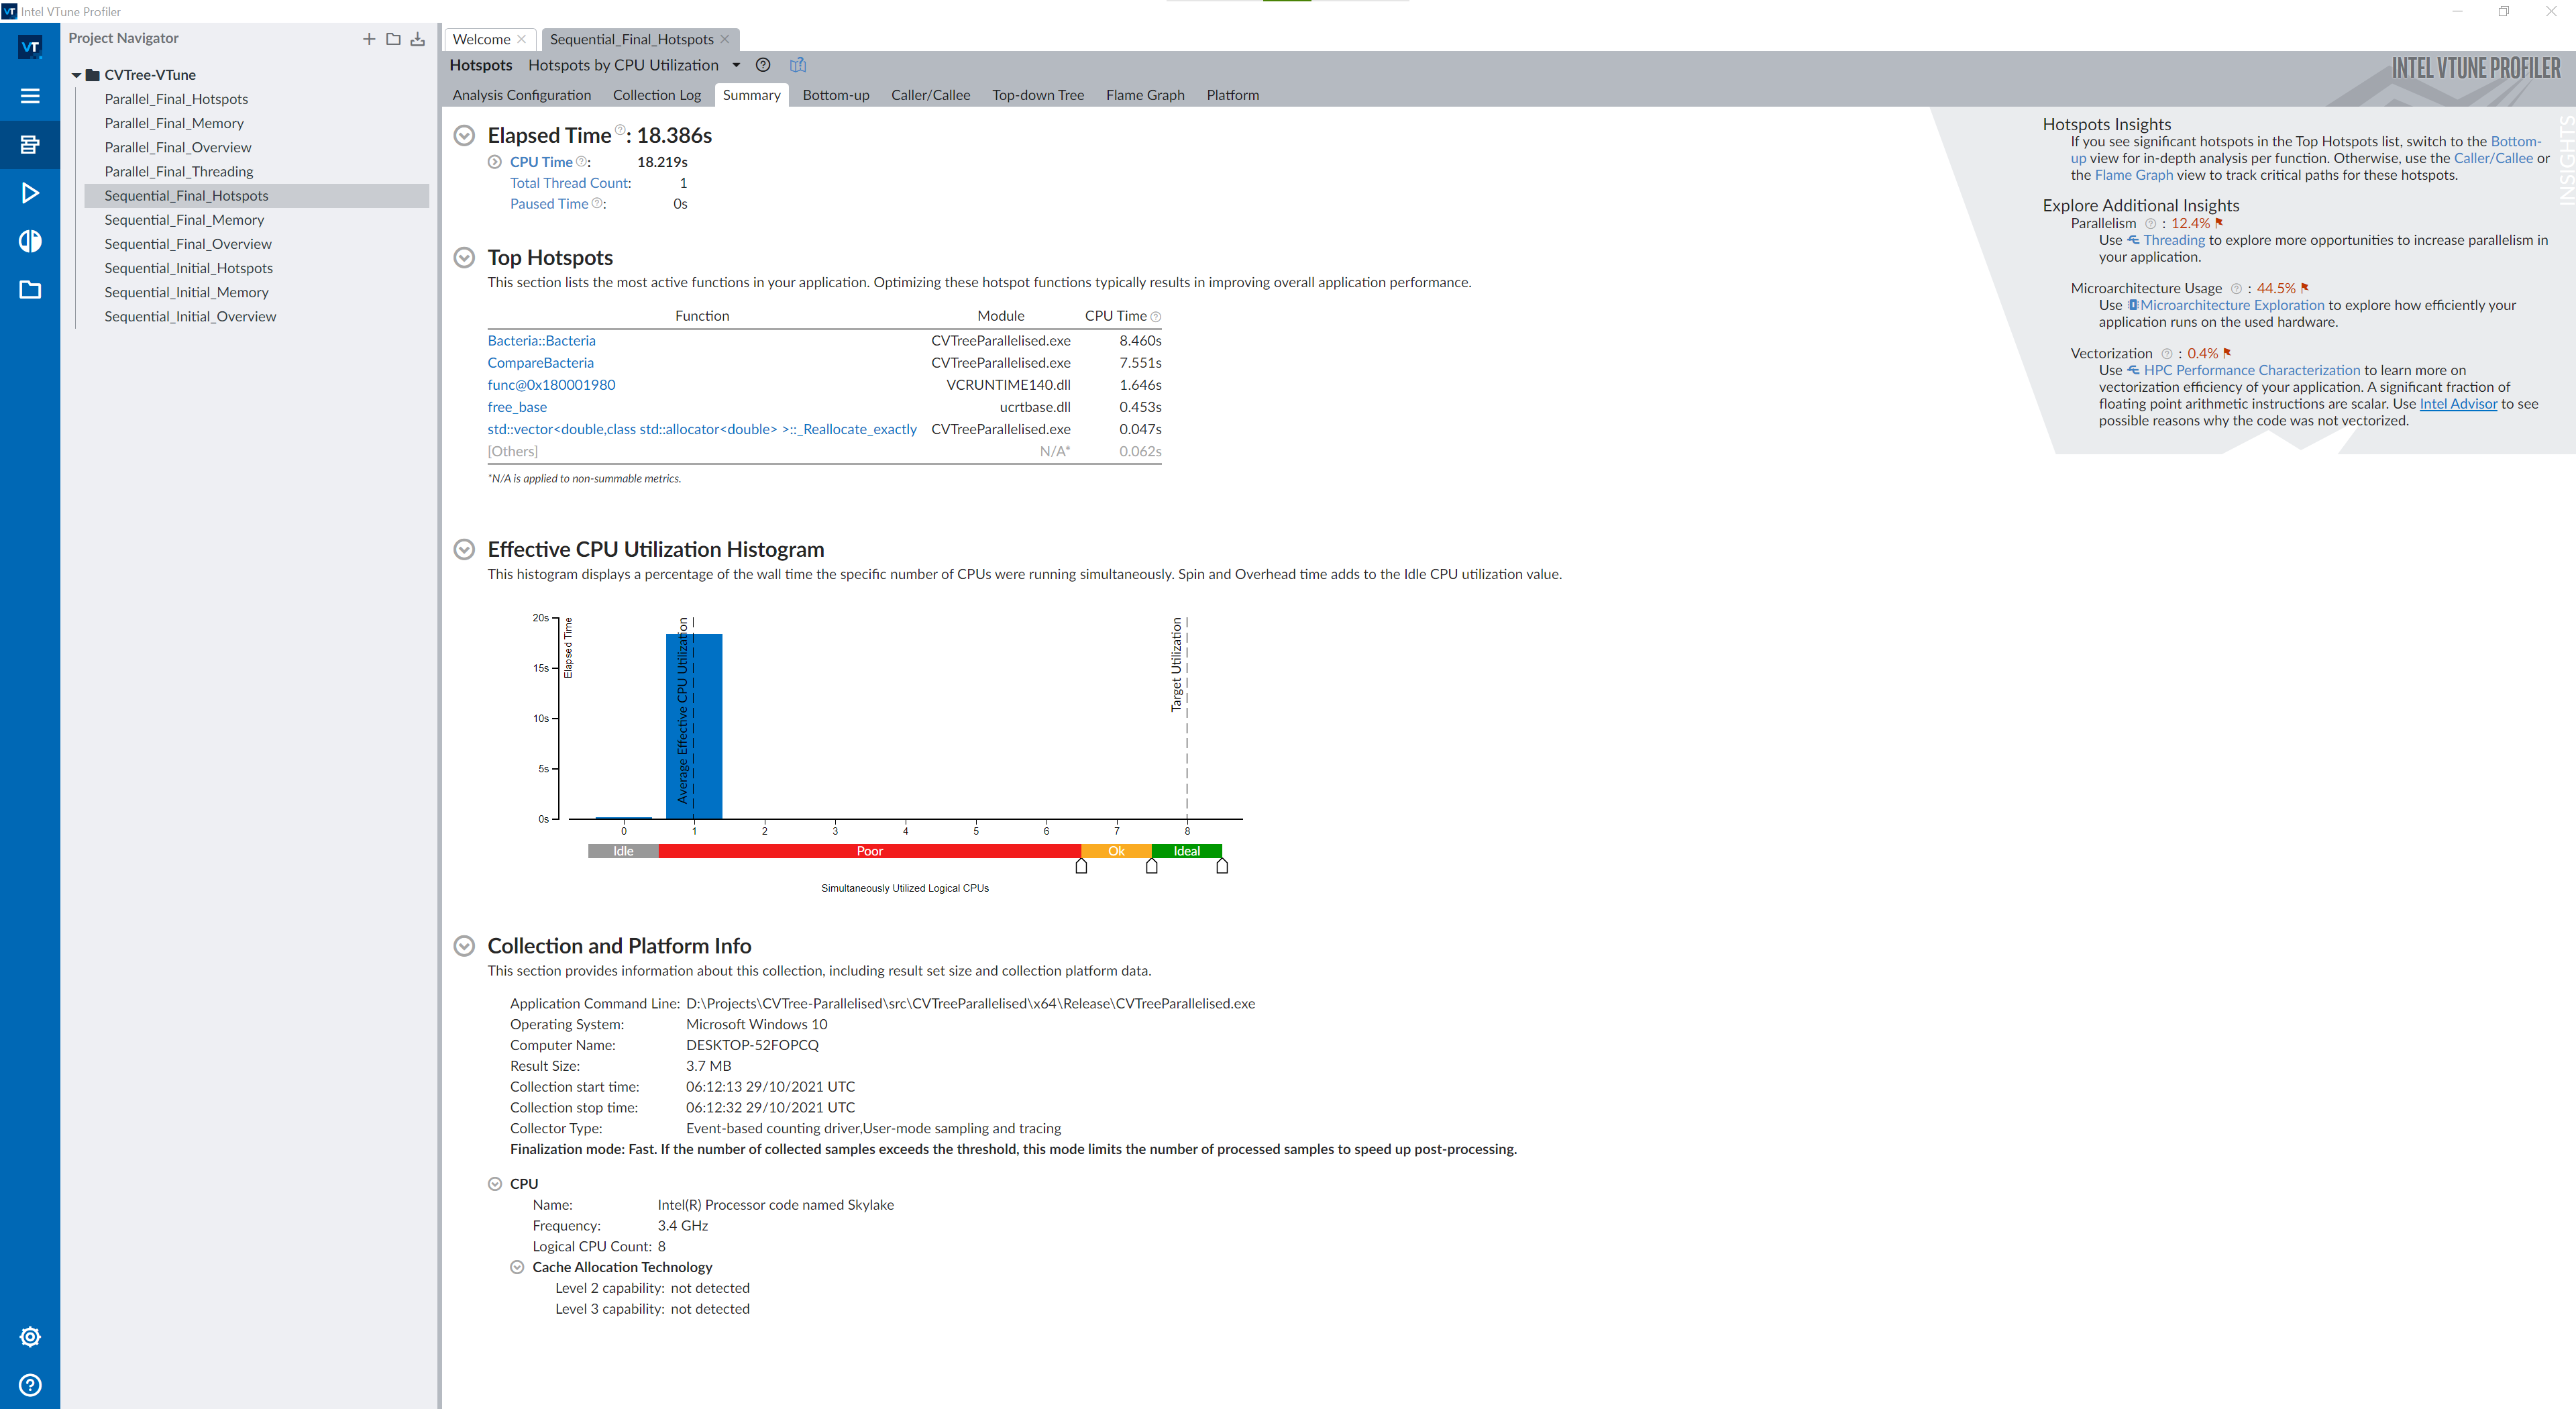 Intel VTune Profiler
VT
Project Navigator
CVTree-VTune
Parallel_Final_Hotspots
Parallel_Final_Memory
Parallel_Final_Overview
Parallel_Final_Threading
Sequential_Final_Hotspots
Sequential_Final_Memory
Sequential_Final_Overview
Sequential_Initial_Hotspots
Sequential_Initial_Memory
Sequential_Initial_Overview
Welcome Sequential_Final_Hotspots
Hotspots Hotspots by CPU Utilization
INTEL VTUNE PROFILER
Analysis Configuration Collection Log Summary Bottom-up Caller/Callee Top-down Tree Flame Graph Platform
Elapsed Time: 18.386s
CPU Time: 18.219s
Total Thread Count: 1
Paused Time: 0s
Top Hotspots
This section lists the most active functions in your application. Optimizing these hotspot functions typically results in improving overall application performance.
Function Module CPU Time
Bacteria::Bacteria CVTreeParallelised.exe 8.460s
CompareBacteria CVTreeParallelised.exe 7.551s
func@0x180001980 VCRUNTIME140.dll 1.646s
free_base ucrtbase.dll 0.453s
std::vector<double,class std::allocator<double> >::_Reallocate_exactly CVTreeParallelised.exe 0.047s
[Others] N/A* 0.062s
*N/A is applied to non-summable metrics.
Effective CPU Utilization Histogram
This histogram displays a percentage of the wall time the specific number of CPUs were running simultaneously. Spin and Overhead time adds to the Idle CPU utilization value.
20s
15s
10s
5s
0s
Elapsed Time
Average Effective CPU Utilization
Target Utilization
0 1 2 3 4 5 6 7 8
Idle Poor Ok Ideal
Simultaneously Utilized Logical CPUs
Collection and Platform Info
This section provides information about this collection, including result set size and collection platform data.
Application Command Line: D:\Projects\CVTree-Parallelised\src\CVTreeParallelised\x64\Release\CVTreeParallelised.exe
Operating System: Microsoft Windows 10
Computer Name: DESKTOP-52FOPCQ
Result Size: 3.7 MB
Collection start time: 06:12:13 29/10/2021 UTC
Collection stop time: 06:12:32 29/10/2021 UTC
Collector Type: Event-based counting driver,User-mode sampling and tracing
Finalization mode: Fast. If the number of collected samples exceeds the threshold, this mode limits the number of processed samples to speed up post-processing.
CPU
Name: Intel(R) Processor code named Skylake
Frequency: 3.4 GHz
Logical CPU Count: 8
Cache Allocation Technology
Level 2 capability: not detected
Level 3 capability: not detected
Hotspots Insights
If you see significant hotspots in the Top Hotspots list, switch to the Bottom-
up view for in-depth analysis per function. Otherwise, use the Caller/Callee or
the Flame Graph view to track critical paths for these hotspots.
Explore Additional Insights
Parallelism : 12.4%
Use Threading to explore more opportunities to increase parallelism in
your application.
Microarchitecture Usage : 44.5%
Use Microarchitecture Exploration to explore how efficiently your
application runs on the used hardware.
Vectorization : 0.4%
Use HPC Performance Characterization to learn more on
vectorization efficiency of your application. A significant fraction of
floating point arithmetic instructions are scalar. Use Intel Advisor to see
possible reasons why the code was not vectorized.
INSIGHTS